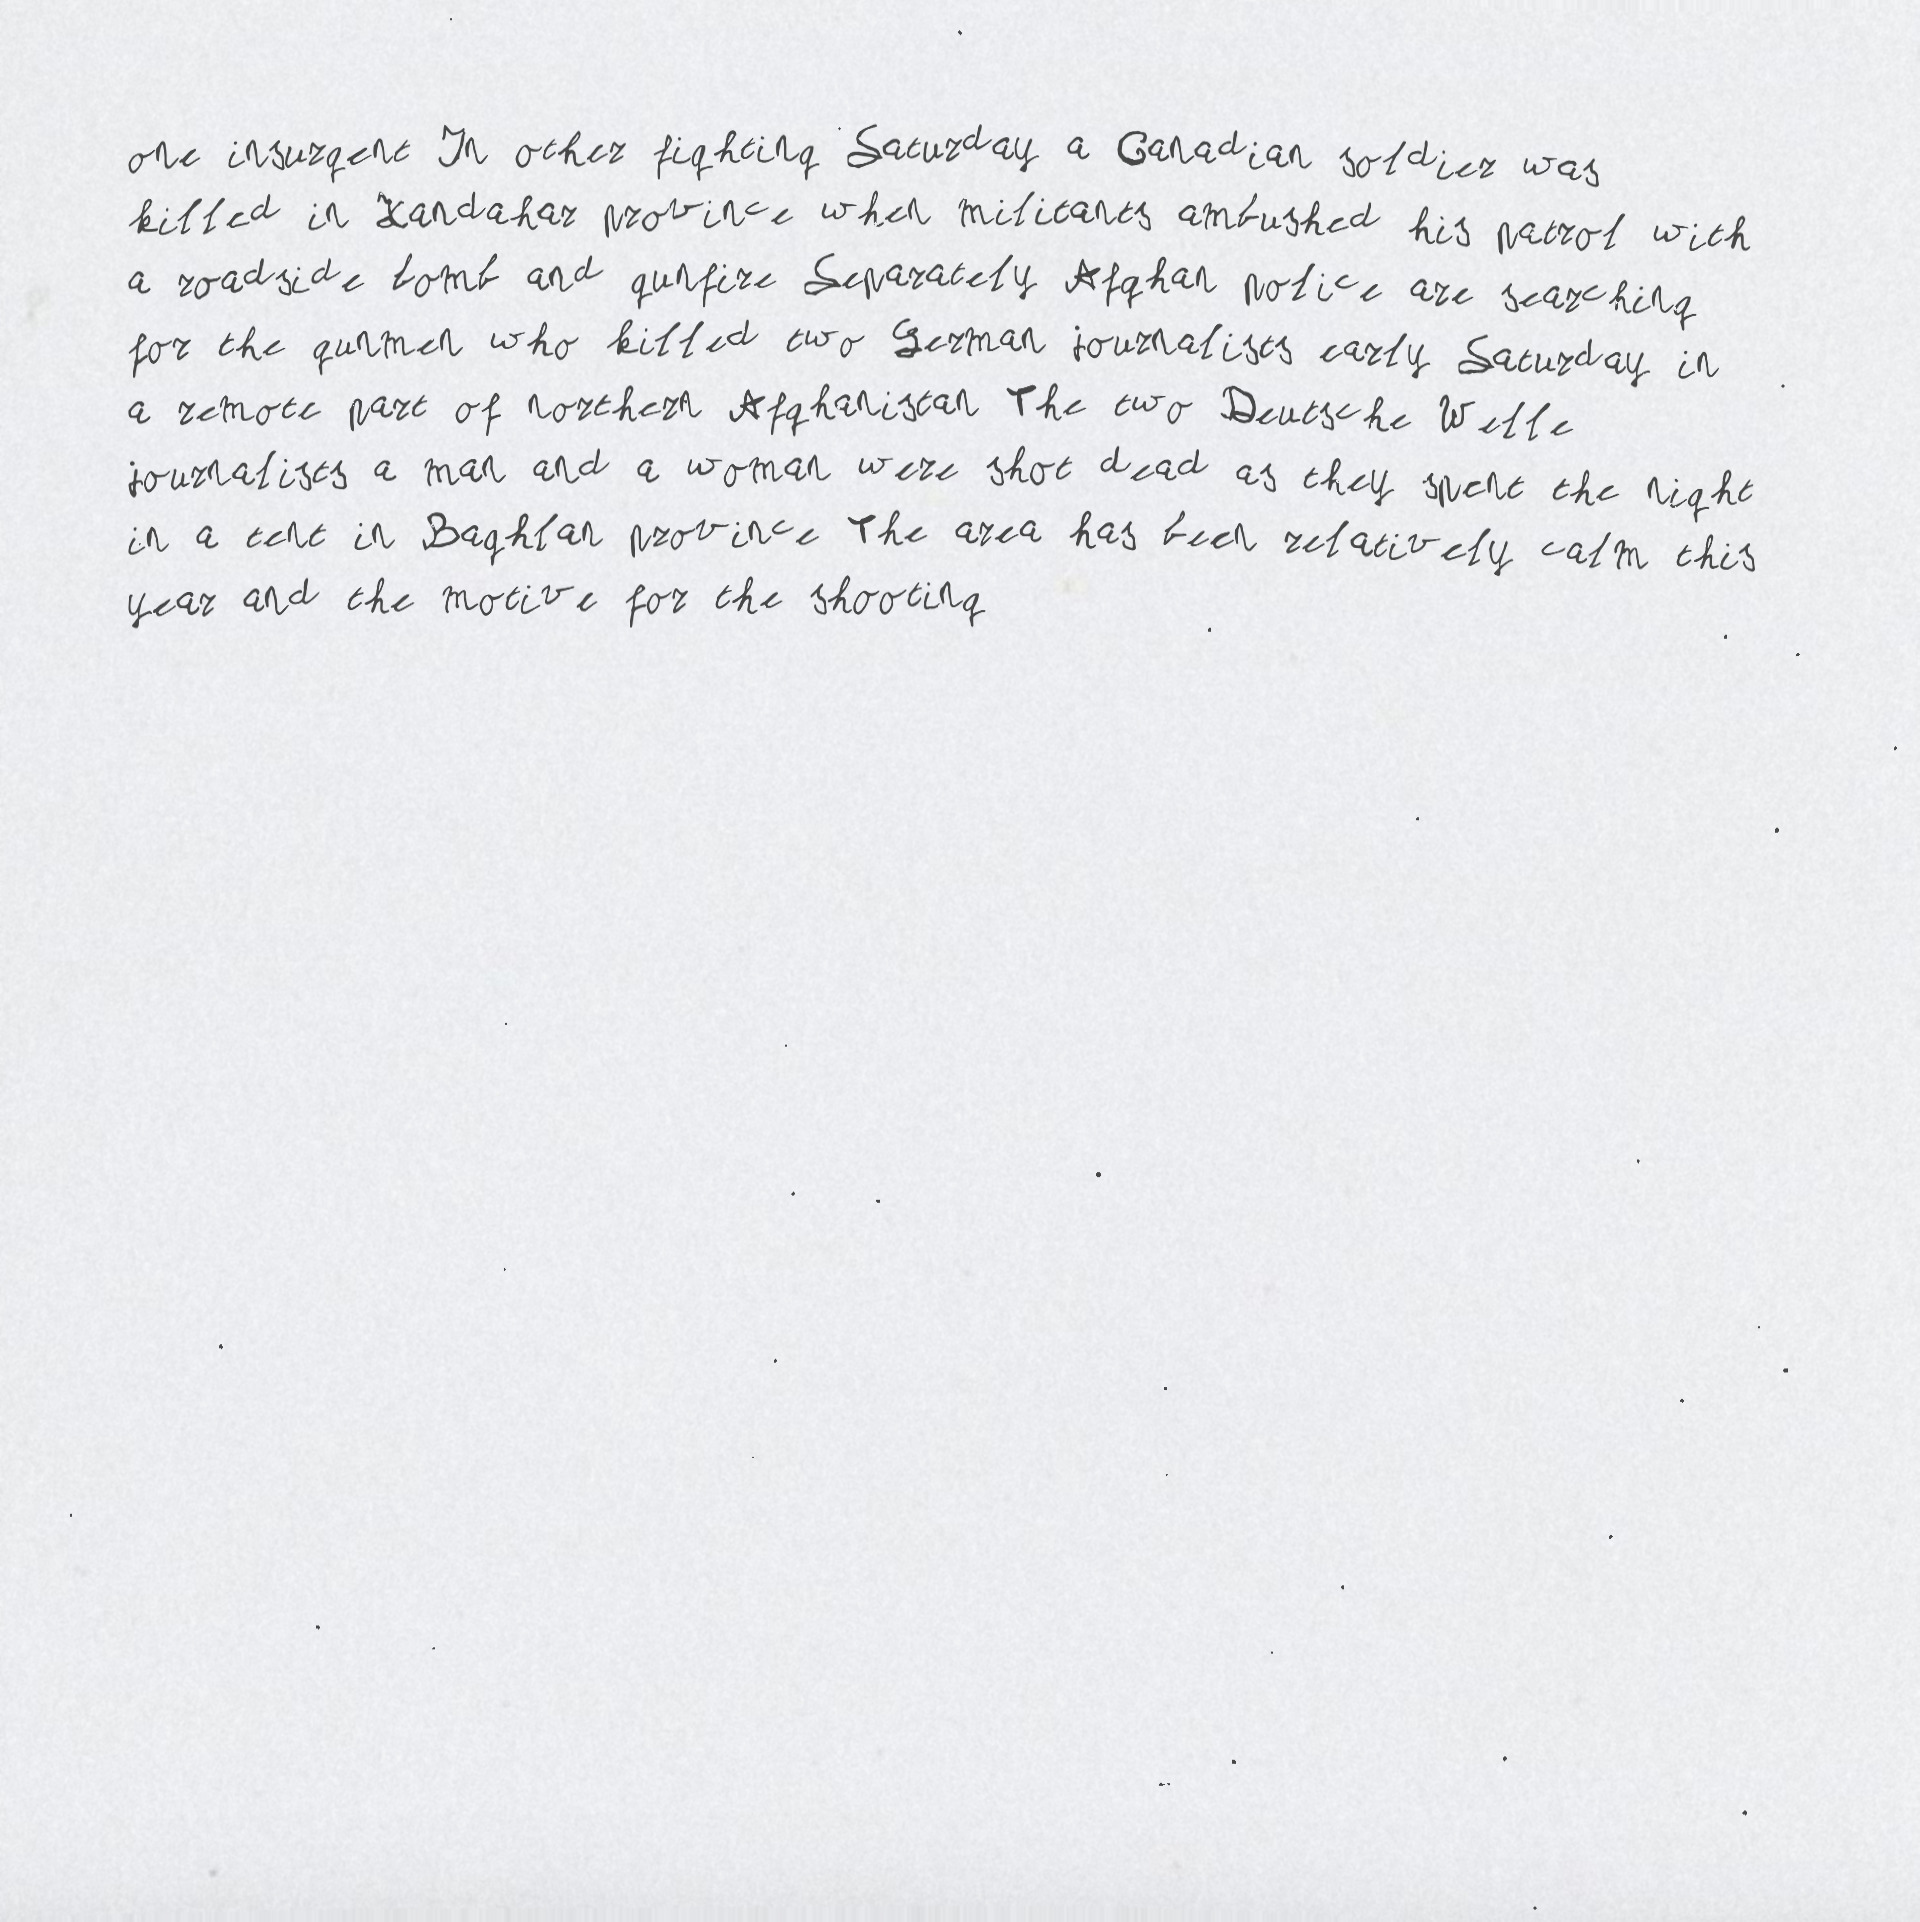 one insurgent In other fighting Saturday a Canadian soldier was
killed in Kandahar province when militants ambushed his patrol with
a roadside bomb and gunfire Separately Afghan police are searching
for the gunmen who killed two German journalists early Saturday in
a remote part of northern Afghanistan The two Deutsche Welle
journalists a man and a woman were shot dead as they spent the night
in a tent in Baghlan province The area has been relatively calm this
year and the motive for the shooting